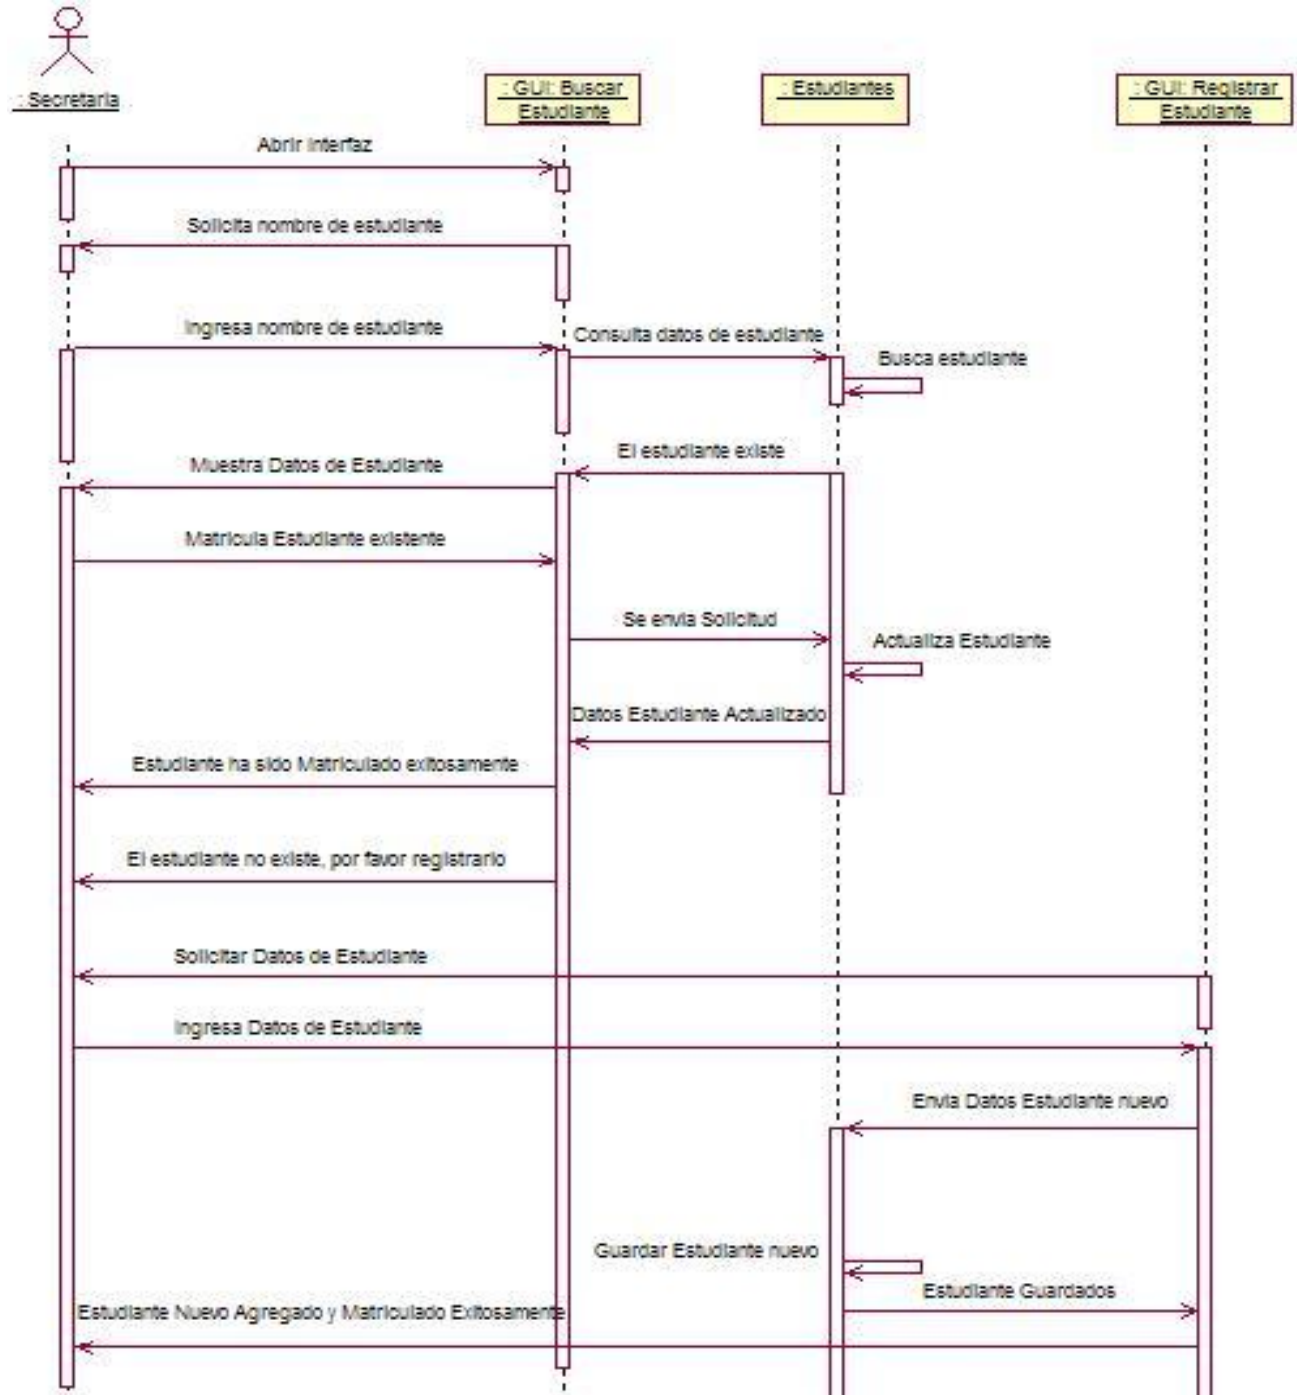 : Secretaria
: GUI: Buscar
Estudiante
: Estudiantes
: GUI: Registrar
Estudiante
Abrir Interfaz
Solicita nombre de estudiante
Ingresa nombre de estudiante
Consulta datos de estudiante
Busca estudiante
El estudiante existe
Muestra Datos de Estudiante
Matricula Estudiante existente
Se envia Solicitud
Actualiza Estudiante
Datos Estudiante Actualizado
Estudiante ha sido Matriculado exitosamente
El estudiante no existe, por favor registrarlo
Solicitar Datos de Estudiante
Ingresa Datos de Estudiante
Envia Datos Estudiante nuevo
Guardar Estudiante nuevo
Estudiante Guardados
Estudiante Nuevo Agregado y Matriculado Exitosamente